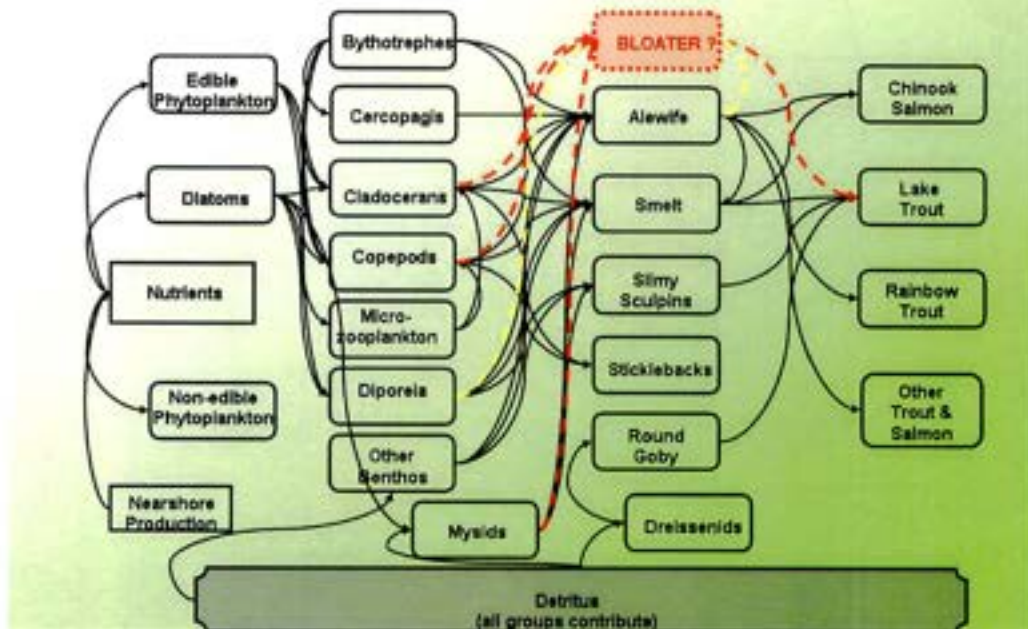 Edible
Phytoplankton
Diatoms
Nutrients
Non-edible
Phytoplankton
Nearshore
Production
Bythotrephes
Cercopagis
Cladocerans
Copepods
Micro-
zooplankton
Diporeia
Other
Benthos
Mysids
BLOATER ?
Alewife
Smelt
Slimy
Sculpins
Sticklebacks
Round
Goby
Dreissenids
Chinook
Salmon
Lake
Trout
Rainbow
Trout
Other
Trout &
Salmon
Detritus
(all groups contribute)